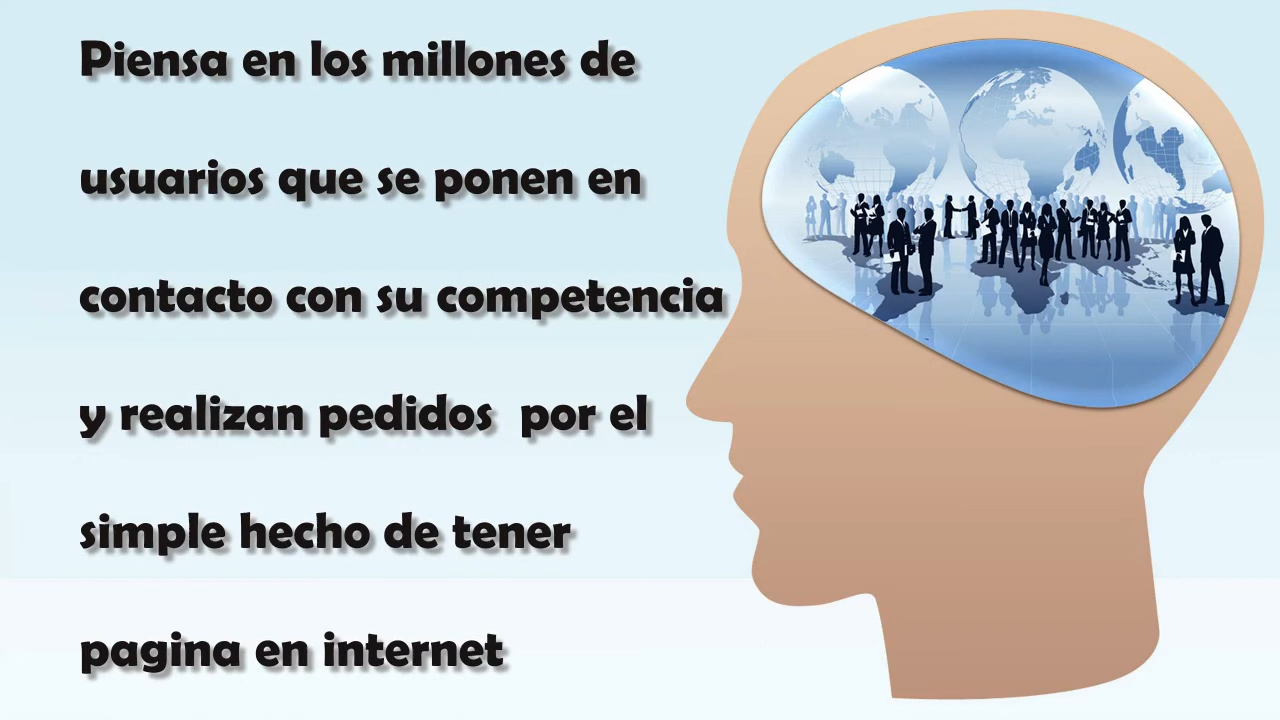 Piensa en los millones de
usuarios que se ponen en
contacto con su competencia
y realizan pedidos por el
simple hecho de tener
pagina en internet